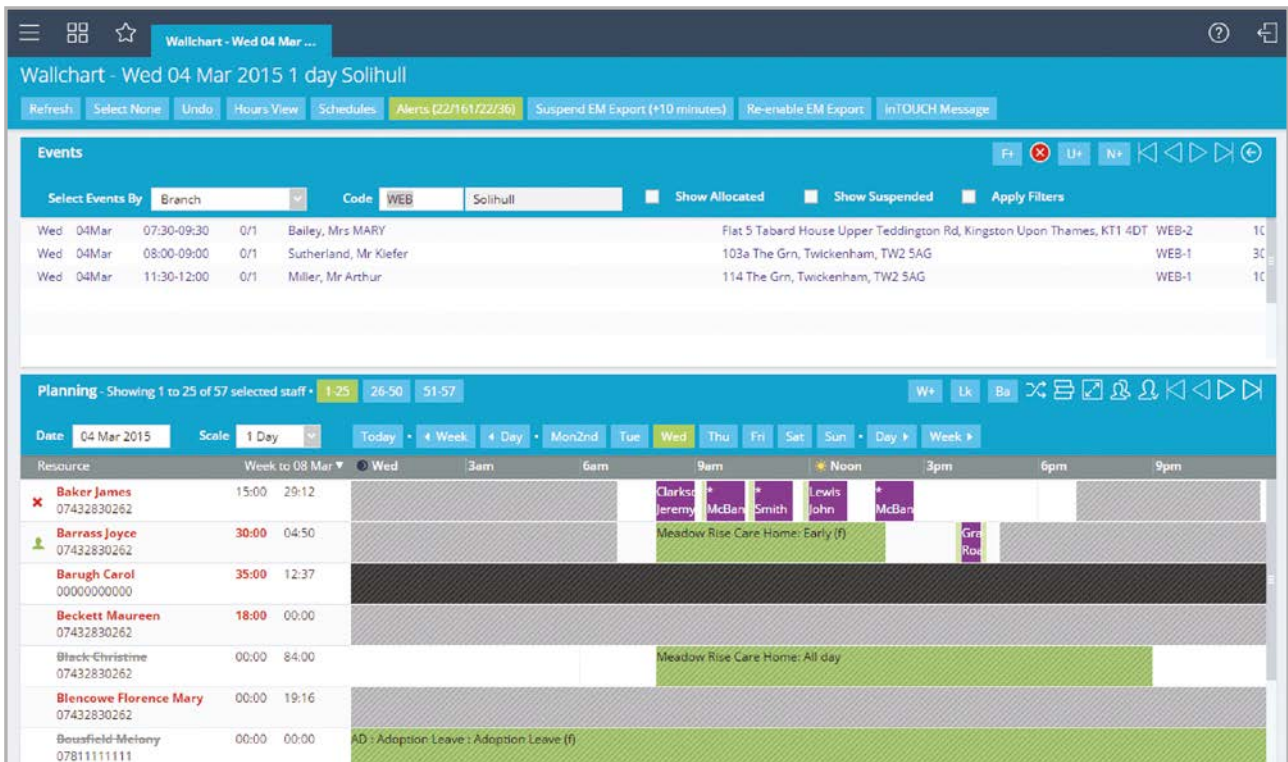 Wallchart - Wed 04 Mar ...
Wallchart - Wed 04 Mar 2015 1 day Solihull
Refresh Select None Undo Hours View Schedules Alerts (22/161/22/36) Suspend EM Export (+10 minutes) Re-enable EM Export inTOUCH Message
Events F+ U+ N+
Select Events By Branch Code WEB Solihull Show Allocated Show Suspended Apply Filters
Wed 04Mar 07:30-09:30 0/1 Bailey, Mrs MARY Flat 5 Tabard House Upper Teddington Rd, Kingston Upon Thames, KT1 4DT WEB-2
Wed 04Mar 08:00-09:00 0/1 Sutherland, Mr Kiefer 103a The Grn, Twickenham, TW2 5AG WEB-1
Wed 04Mar 11:30-12:00 0/1 Miller, Mr Arthur 114 The Grn, Twickenham, TW2 5AG WEB-1
Planning - Showing 1 to 25 of 57 selected staff • 1-25 26-50 51-57 W+ Lk Ba
Date 04 Mar 2015 Scale 1 Day Today • Week Day • Mon2nd Tue Wed Thu Fri Sat Sun • Day Week
Resource Week to 08 Mar Wed 3am 6am 9am Noon 3pm 6pm 9pm
Baker James 15:00 29:12 Clarks * * Lewis *
07432830262 Jeremy McBan Smith John McBan
Barrass Joyce 30:00 04:50 Meadow Rise Care Home: Early (f) Gra
07432830262 Roa
Barugh Carol 35:00 12:37
00000000000
Beckett Maureen 18:00 00:00
07432830262
Black Christine 00:00 84:00 Meadow Rise Care Home: All day
07432830262
Blencowe Florence Mary 00:00 19:16
07432830262
Bousfield Melony 00:00 00:00 AD : Adoption Leave : Adoption Leave (f)
07811111111